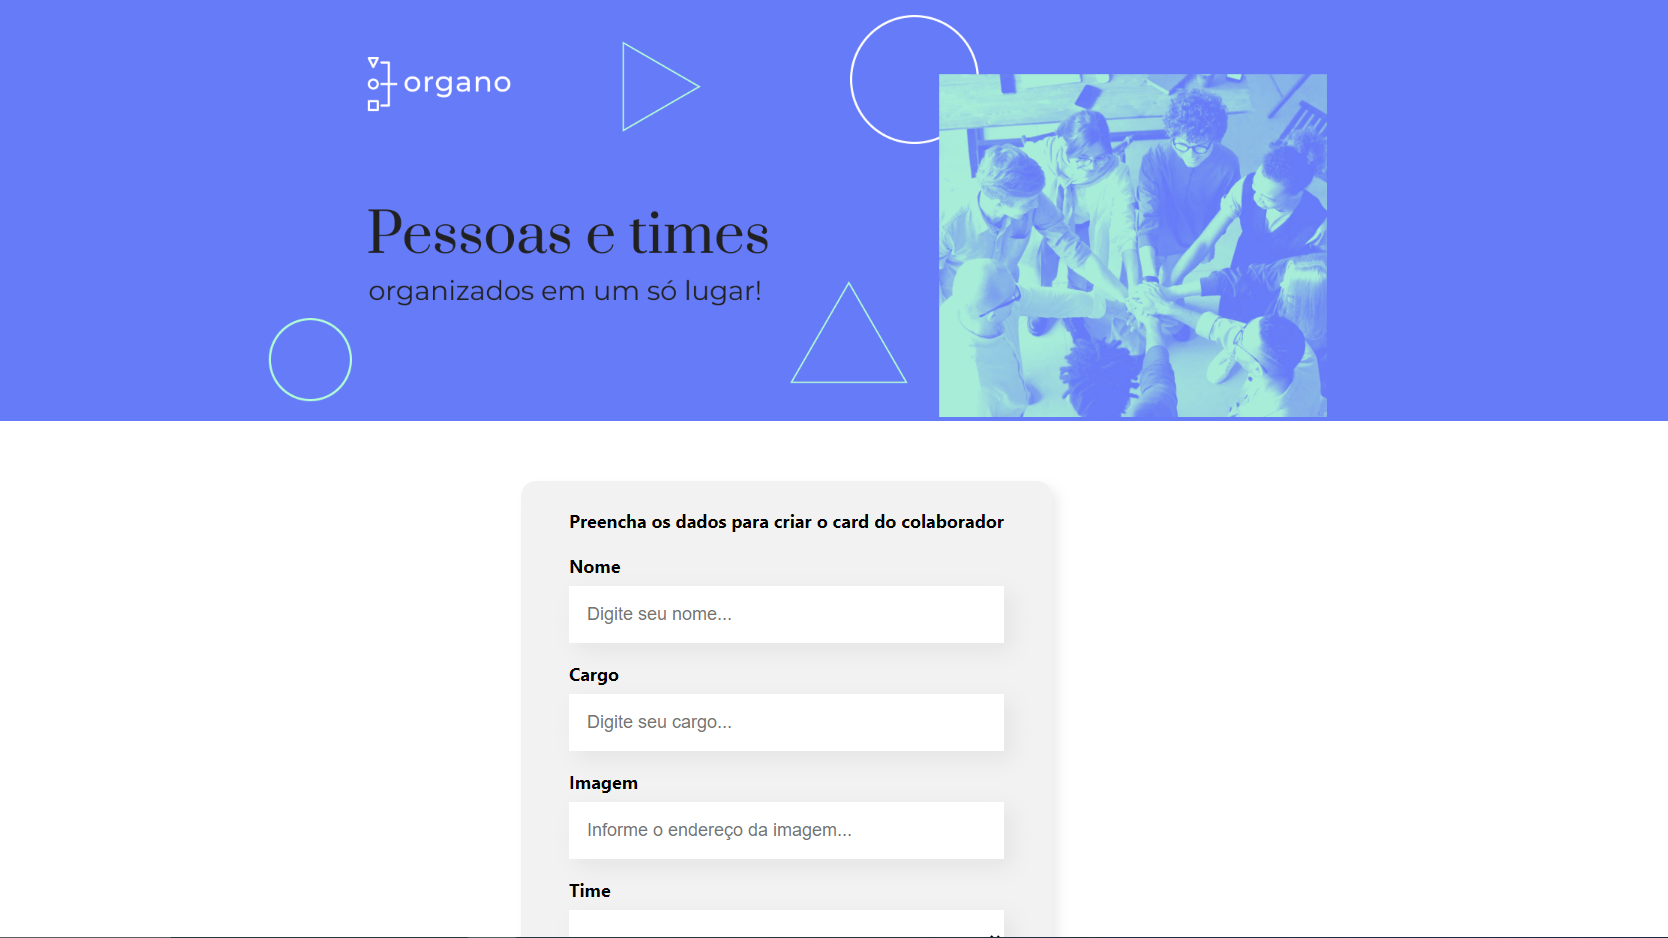 organo
Pessoas e times
organizados em um só lugar!
Preencha os dados para criar o card do colaborador
Nome
Digite seu nome...
Cargo
Digite seu cargo...
Imagem
Informe o endereço da imagem...
Time